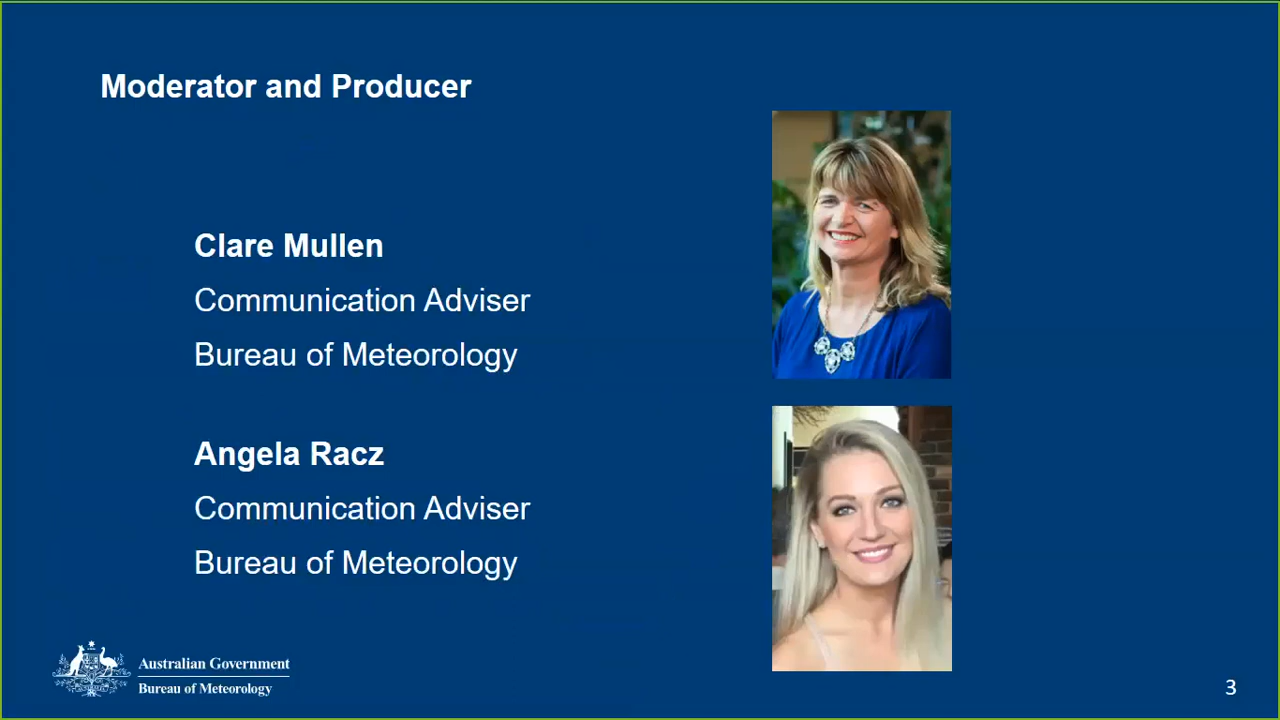 Moderator and Producer
Clare Mullen
Communication Adviser
Bureau of Meteorology
Angela Racz
Communication Adviser
Bureau of Meteorology
Australian Government
Bureau of Meteorology
3